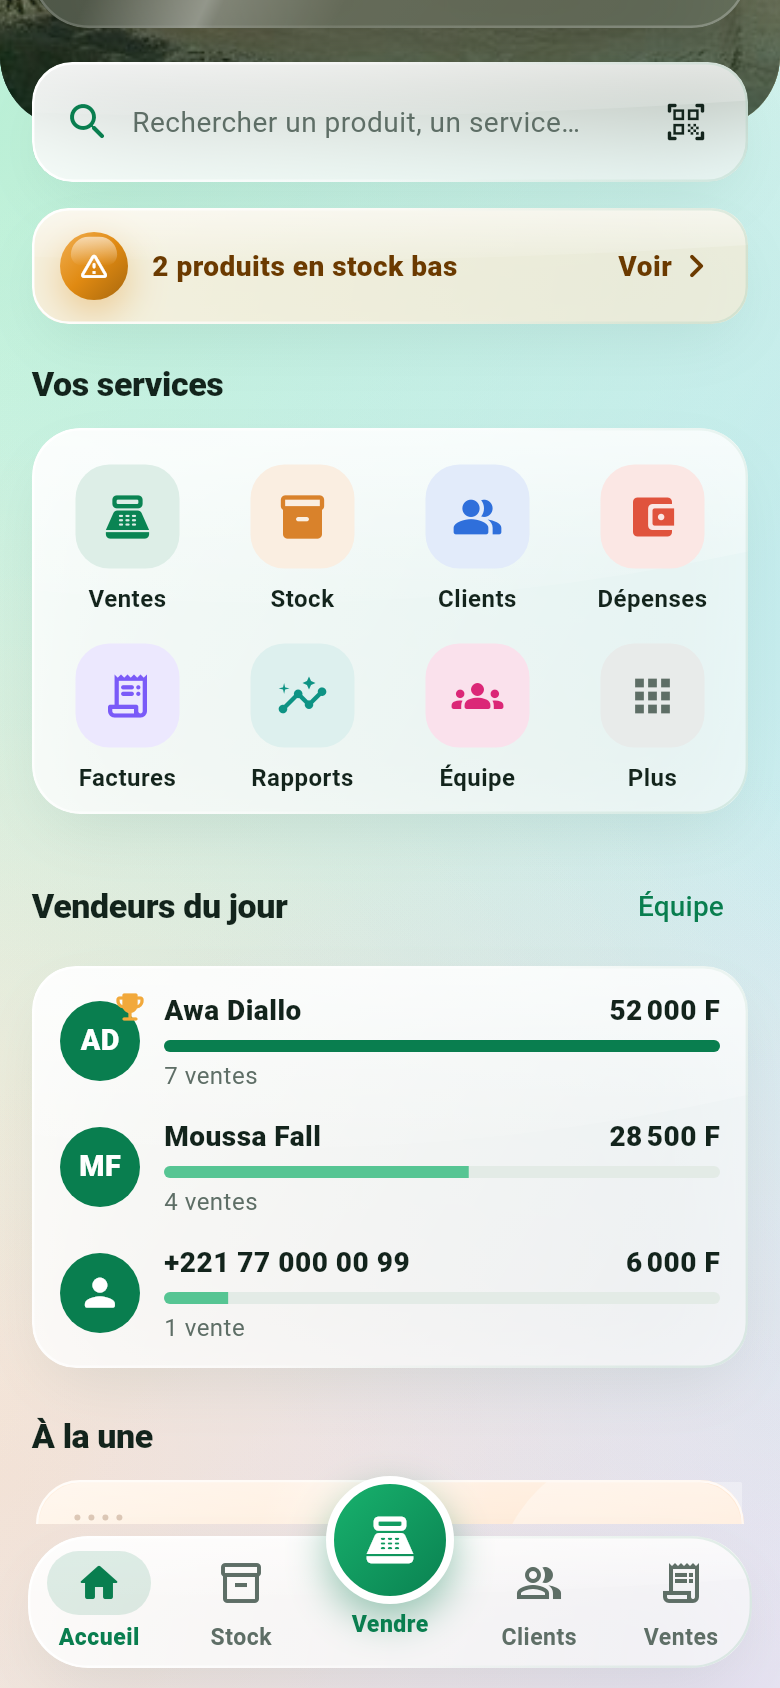 Rechercher un produit, un service…
2 produits en stock bas Voir
Vos services
Ventes Stock Clients Dépenses
Factures Rapports Équipe Plus
Vendeurs du jour Équipe
AD Awa Diallo 52 000 F
7 ventes
MF Moussa Fall 28 500 F
4 ventes
+221 77 000 00 99 6 000 F
1 vente
À la une
Accueil Stock Vendre Clients Ventes